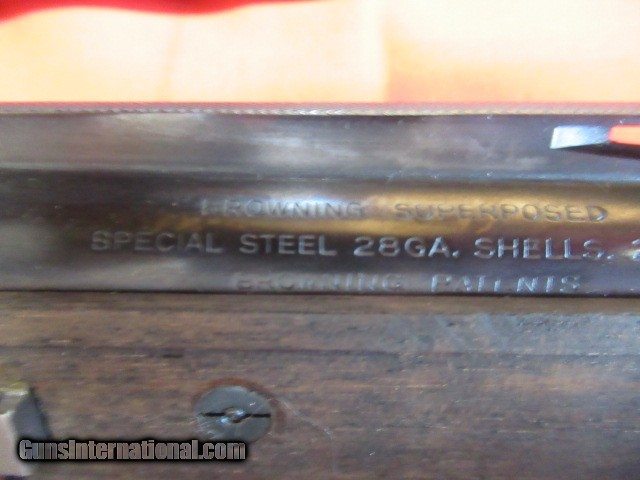 BROWNING SUPERPOSED
SPECIAL STEEL 28GA. SHELLS.
BROWNING PATENTS
GunsInternational.com